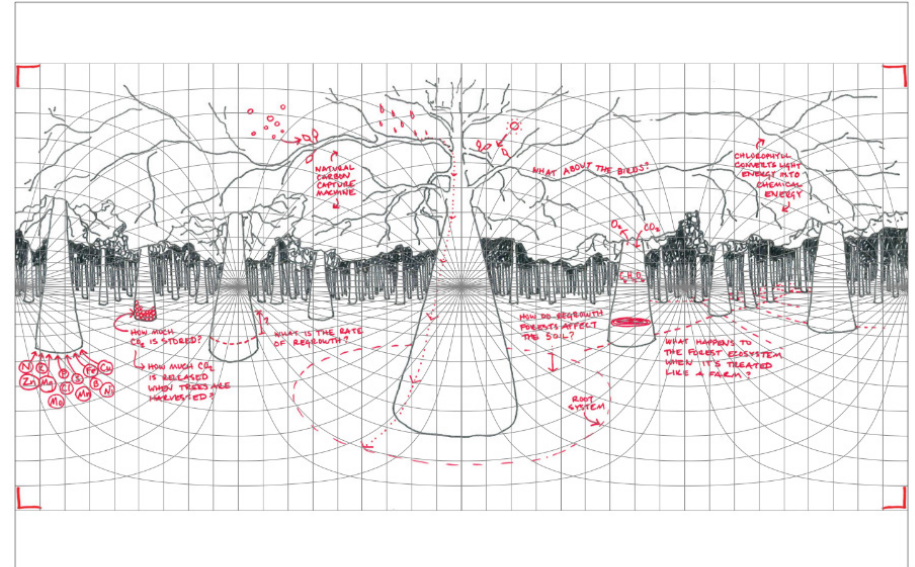 NATURAL
CARBON
CAPTURE
MACHINE
WHAT ABOUT THE BIRDS?
CHLOROPHYLL
CONVERTS LIGHT
ENERGY INTO
CHEMICAL
ENERGY
O₂
CO₂
HOW MUCH
CO₂ IS STORED?
HOW MUCH CO₂
IS RELEASED
WHEN TREES ARE
HARVESTED?
?
WHAT IS THE RATE
OF REGROWTH?
HOW DO REGROWTH
FORESTS AFFECT
THE SOIL?
WHAT HAPPENS TO
THE FOREST ECOSYSTEM
WHEN IT'S TREATED
LIKE A FARM?
ROOT
SYSTEM
N K P S Fe Cu
Zn Mg Cl Mn B Ni
Mo